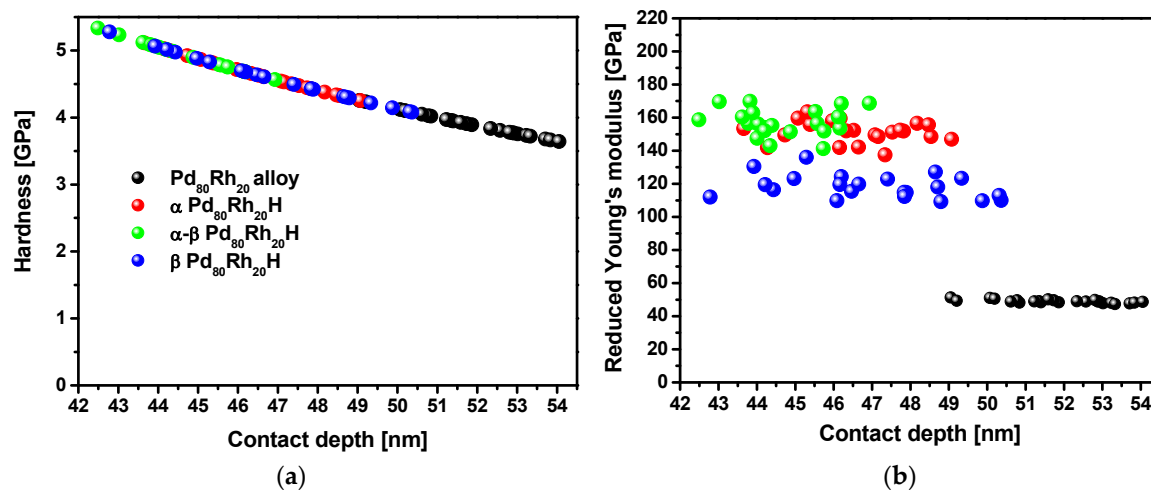 Hardness [GPa]
5
4
3
2
1
0
Pd80Rh20 alloy
α Pd80Rh20H
α-β Pd80Rh20H
β Pd80Rh20H
42 43 44 45 46 47 48 49 50 51 52 53 54
Contact depth [nm]
(a)
Reduced Young's modulus [GPa]
220
200
180
160
140
120
100
80
60
40
20
0
42 43 44 45 46 47 48 49 50 51 52 53 54
Contact depth [nm]
(b)